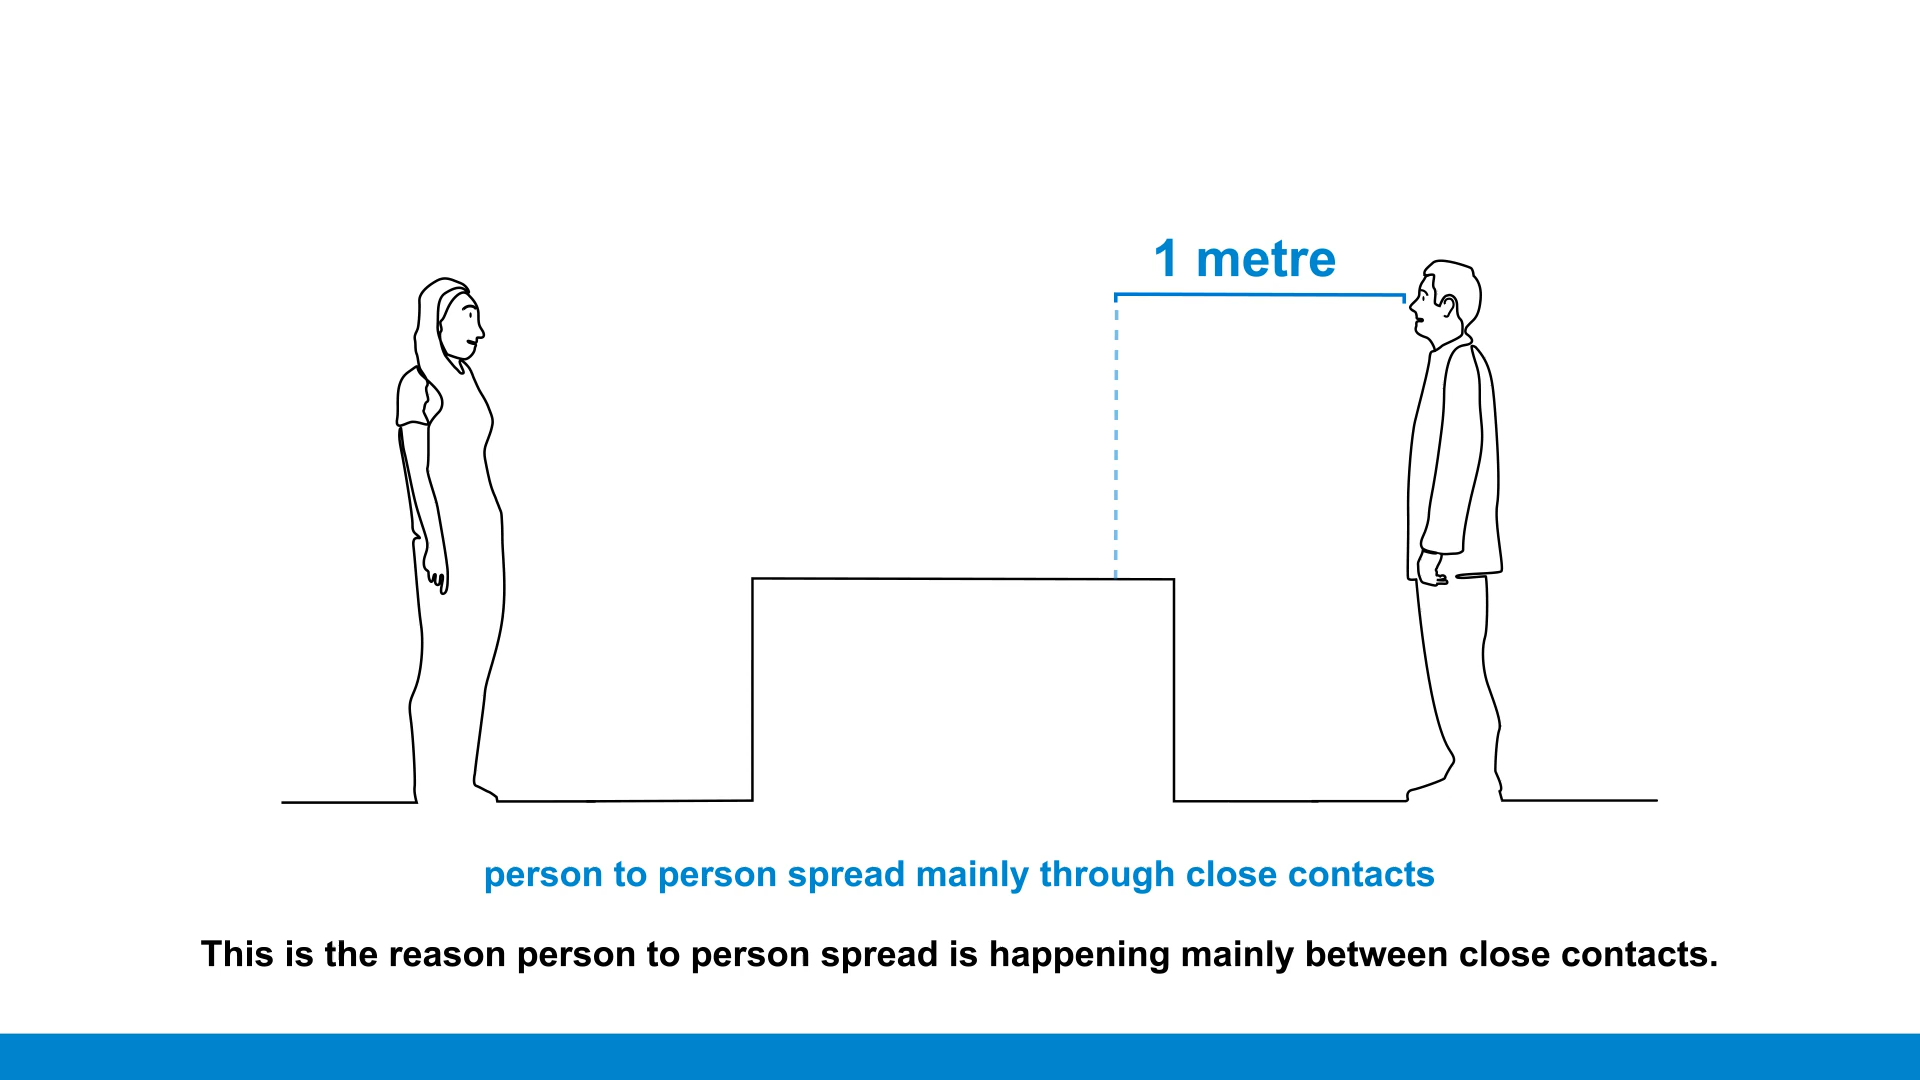 1 metre
person to person spread mainly through close contacts
This is the reason person to person spread is happening mainly between close contacts.